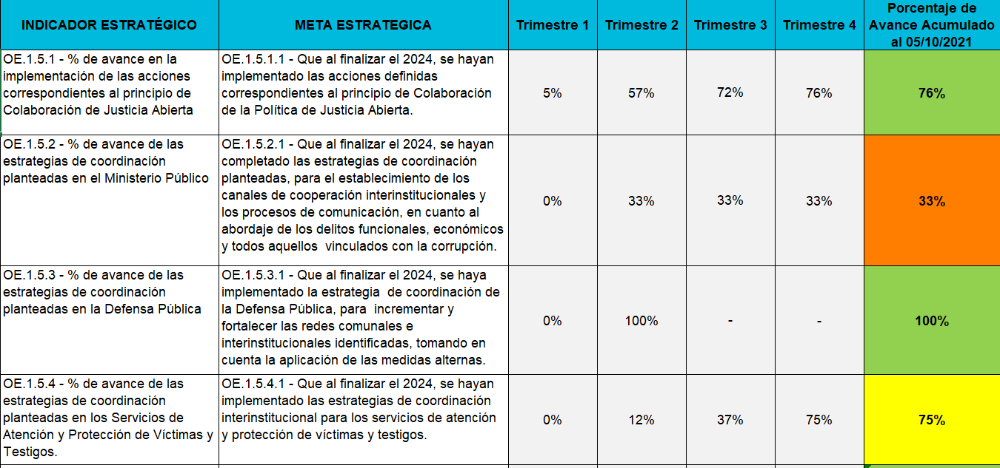 INDICADOR ESTRATÉGICO
META ESTRATEGICA
Trimestre 1
Trimestre 2
Trimestre 3
Trimestre 4
Porcentaje de
Avance Acumulado
al 05/10/2021
OE.1.5.1 - % de avance en la
implementación de las acciones
correspondientes al principio de
Colaboración de Justicia Abierta
OE.1.5.1.1 - Que al finalizar el 2024, se hayan
implementado las acciones definidas
correspondientes al principio de Colaboración
de la Política de Justicia Abierta.
5%
57%
72%
76%
76%
OE.1.5.2 - % de avance de las
estrategias de coordinación
planteadas en el Ministerio Público
OE.1.5.2.1 - Que al finalizar el 2024, se hayan
completado las estrategias de coordinación
planteadas, para el establecimiento de los
canales de cooperación interinstitucionales y
los procesos de comunicación, en cuanto al
abordaje de los delitos funcionales, económicos
y todos aquellos vinculados con la corrupción.
0%
33%
33%
33%
33%
OE.1.5.3 - % de avance de las
estrategias de coordinación
planteadas en la Defensa Pública
OE.1.5.3.1 - Que al finalizar el 2024, se haya
implementado la estrategia de coordinación de
la Defensa Pública, para incrementar y
fortalecer las redes comunales e
interinstitucionales identificadas, tomando en
cuenta la aplicación de las medidas alternas.
0%
100%
-
-
100%
OE.1.5.4 - % de avance de las
estrategias de coordinación
planteadas en los Servicios de
Atención y Protección de Víctimas y
Testigos.
OE.1.5.4.1 - Que al finalizar el 2024, se hayan
implementado las estrategias de coordinación
interinstitucional para los servicios de atención
y protección de víctimas y testigos.
0%
12%
37%
75%
75%